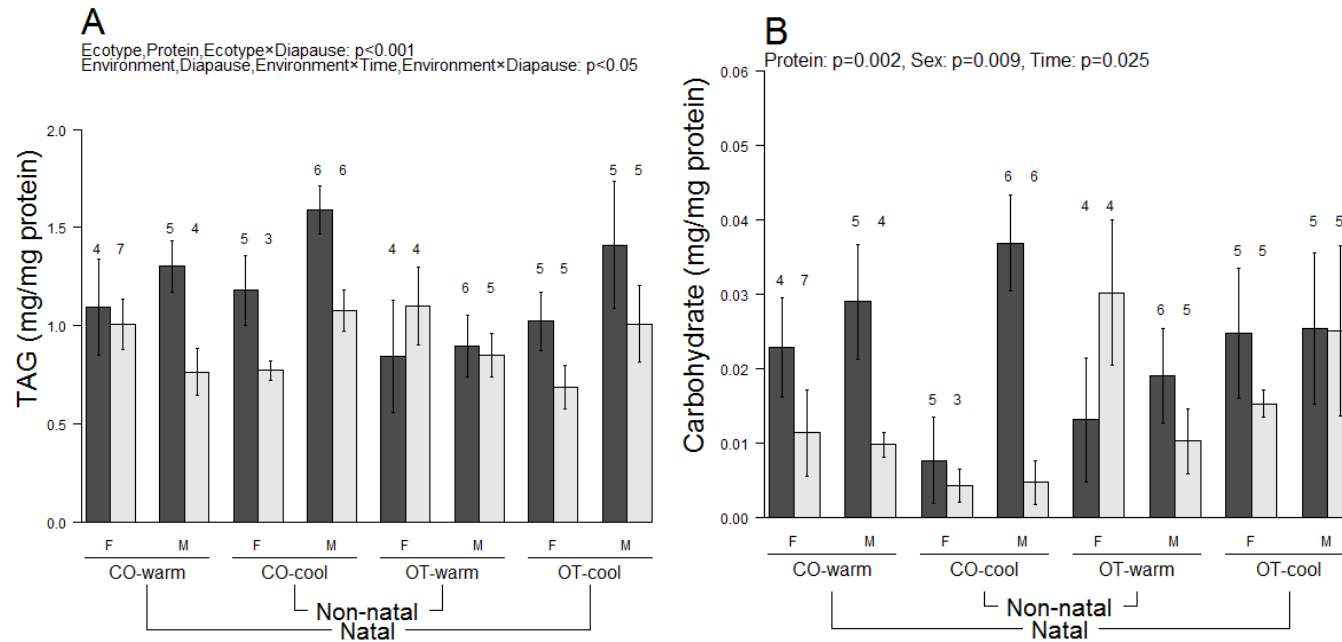 A
Ecotype,Protein,Ecotype×Diapause: p<0.001
Environment,Diapause,Environment×Time,Environment×Diapause: p<0.05
TAG (mg/mg protein)
2.0
1.5
1.0
0.5
0.0
4 7 5 4 5 3 6 6 4 4 6 5 5 5 5 5
F M F M F M F M
CO-warm CO-cool OT-warm OT-cool
Non-natal
Natal
B
Protein: p=0.002, Sex: p=0.009, Time: p=0.025
Carbohydrate (mg/mg protein)
0.06
0.05
0.04
0.03
0.02
0.01
0.00
4 7 5 4 5 3 6 6 4 4 6 5 5 5 5 5
F M F M F M F M
CO-warm CO-cool OT-warm OT-cool
Non-natal
Natal